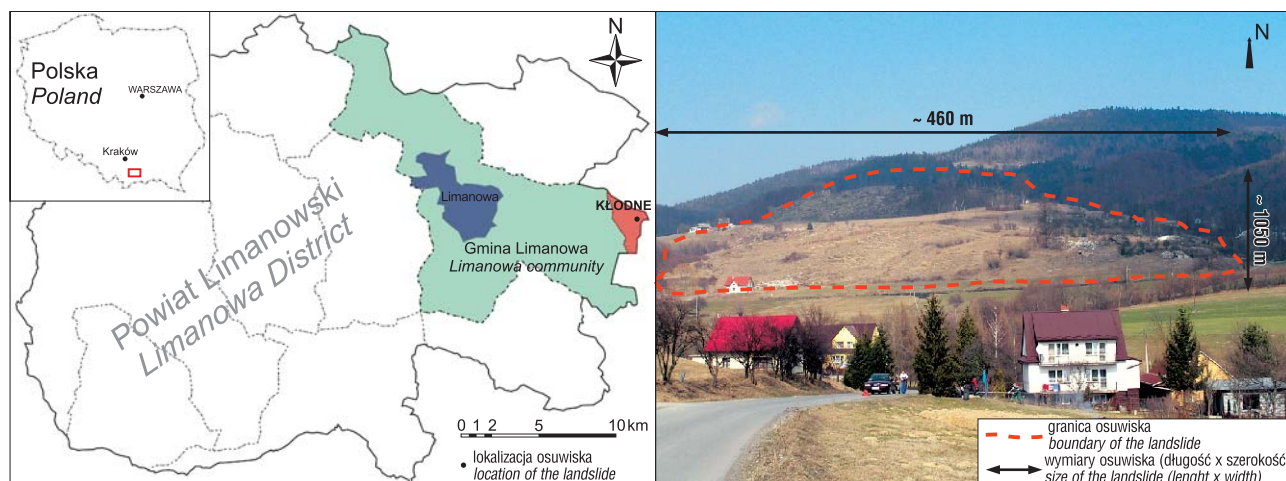 Polska
Poland
WARSZAWA
Kraków
N
Limanowa
KŁODNE
Gmina Limanowa
Limanowa community
Powiat Limanowski
Limanowa District
0 1 2 5 10 km
lokalizacja osuwiska
location of the landslide
N
~ 460 m
~ 1050 m
granica osuwiska
boundary of the landslide
wymiary osuwiska (długość x szerokość
size of the landslide (lenght x width)